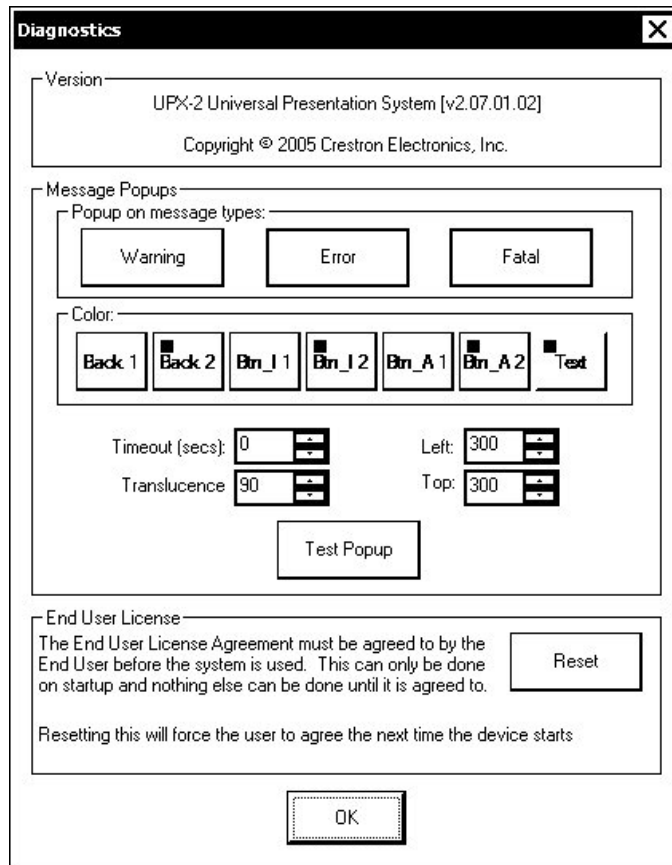 Diagnostics
Version
UPX-2 Universal Presentation System [v2.07.01.02]
Copyright © 2005 Crestron Electronics, Inc.
Message Popups
Popup on message types:
Warning Error Fatal
Color:
Back 1 Back 2 Btn_I 1 Btn_I 2 Btn_A 1 Btn_A 2 Text
Timeout (secs): 0 Left: 300
Translucence 90 Top: 300
Test Popup
End User License
The End User License Agreement must be agreed to by the
End User before the system is used. This can only be done
on startup and nothing else can be done until it is agreed to.
Reset
Resetting this will force the user to agree the next time the device starts
OK